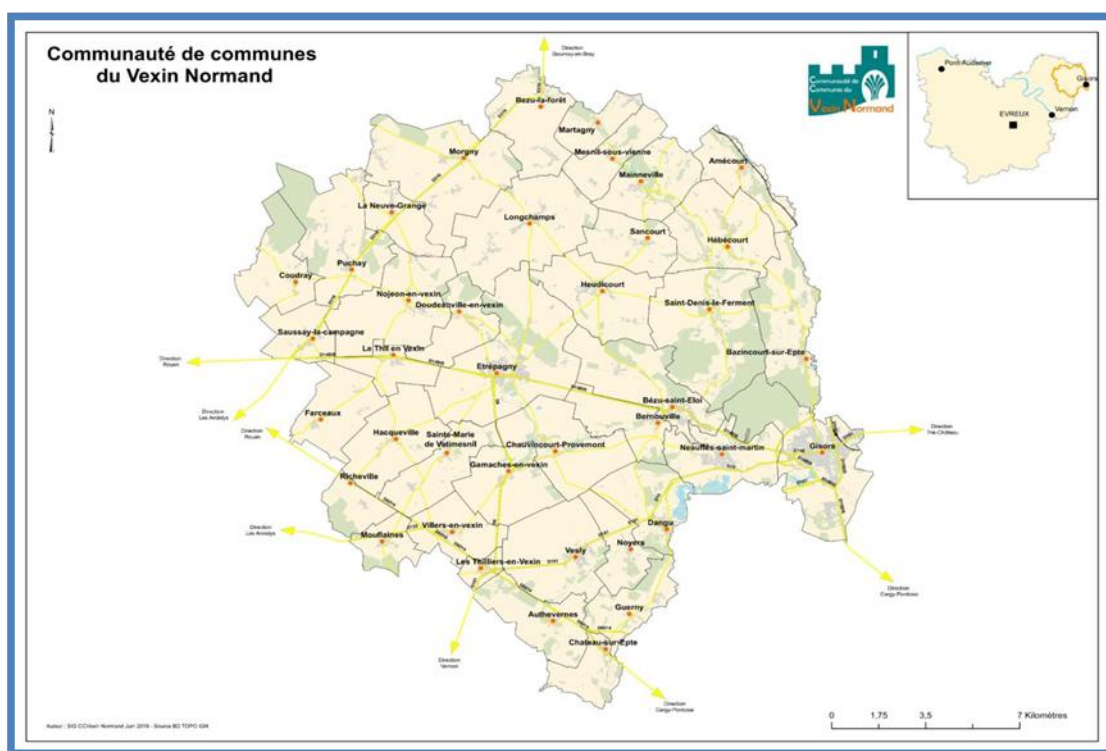 Communauté de communes
du Vexin Normand
N
Direction
Gournay-en-Bray
Communauté de
Communes du
Vexin Normand
Pont-Audemer
Gisors
Vernon
EVREUX
Bezu-la-forêt
Martagny
Morgny
Mesnil-sous-vienne
Mainneville
Amécourt
La Neuve-Grange
Longchamps
Sancourt
Hébécourt
Puchay
Coudray
Nojeon-en-vexin
Doudeauville-en-vexin
Heudicourt
Saint-Denis-le-Ferment
Saussay-la-campagne
Le Thil en Vexin
Bazincourt-sur-Epte
Direction
Rouen
Etrépagny
Direction
Les Andelys
Bézu-saint-Eloi
Farceaux
Bernouville
Direction
Rouen
Hacqueville
Sainte-Marie
de Vatimesnil
Chauvincourt-Provemont
Neaufles-saint-martin
Gisors
Direction
Trie-Château
Gamaches-en-vexin
Richeville
Direction
Les Andelys
Mouflaines
Villers-en-vexin
Dangu
Noyers
Vesly
Les Thilliers-en-Vexin
Direction
Cergy-Pontoise
Authevernes
Guerny
Chateau-sur-Epte
Direction
Vernon
Direction
Cergy-Pontoise
0 1,75 3,5 7 Kilomètres